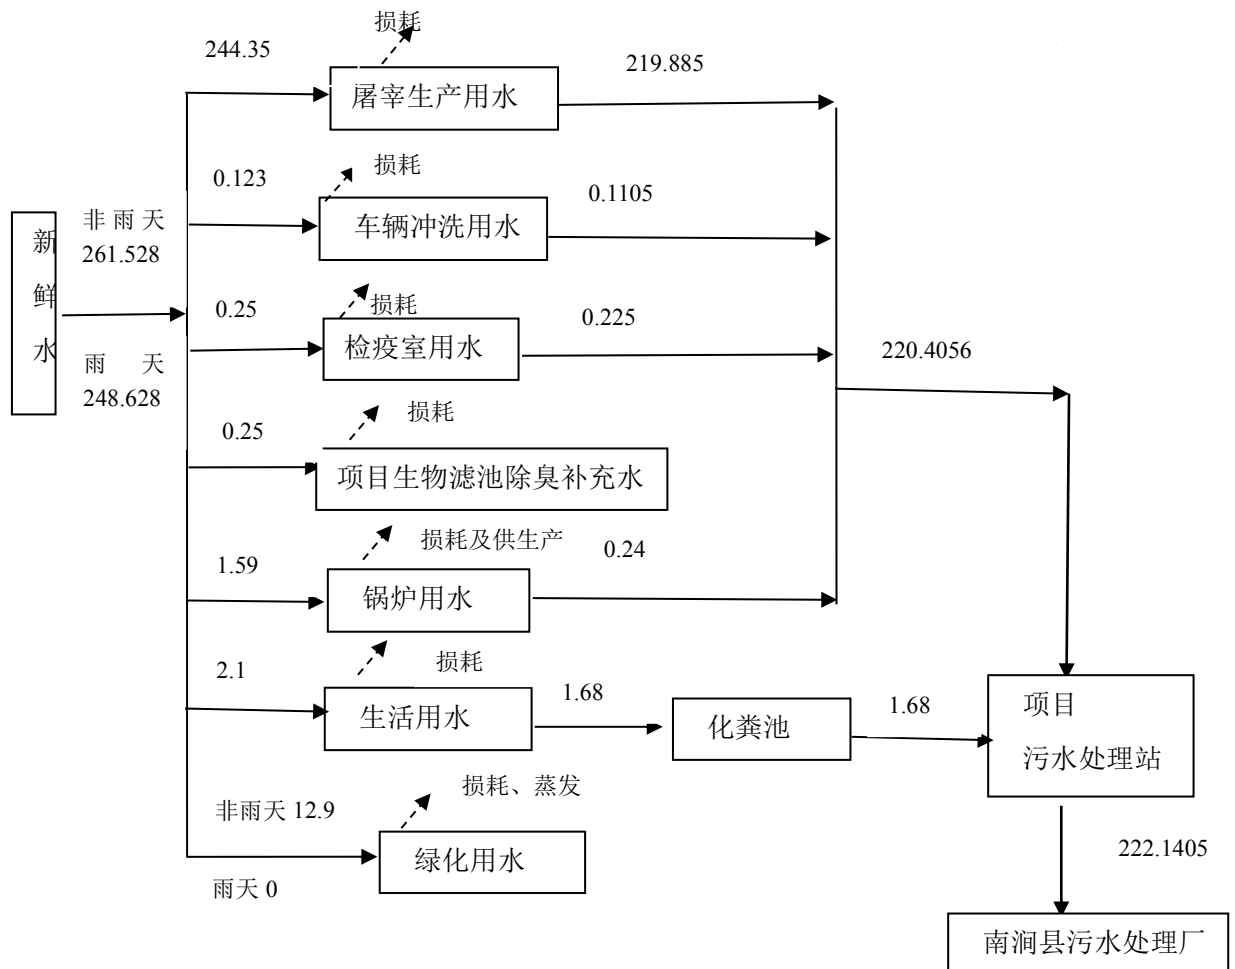 损耗
244.35
屠宰生产用水
219.885
损耗
0.123
车辆冲洗用水
0.1105
新
鲜
水
非雨天
261.528
雨 天
248.628
损耗
0.25
检疫室用水
0.225
220.4056
损耗
0.25
项目生物滤池除臭补充水
损耗及供生产
1.59
锅炉用水
0.24
损耗
2.1
生活用水
1.68
化粪池
1.68
项目
污水处理站
损耗、蒸发
非雨天 12.9
绿化用水
雨天 0
222.1405
南涧县污水处理厂